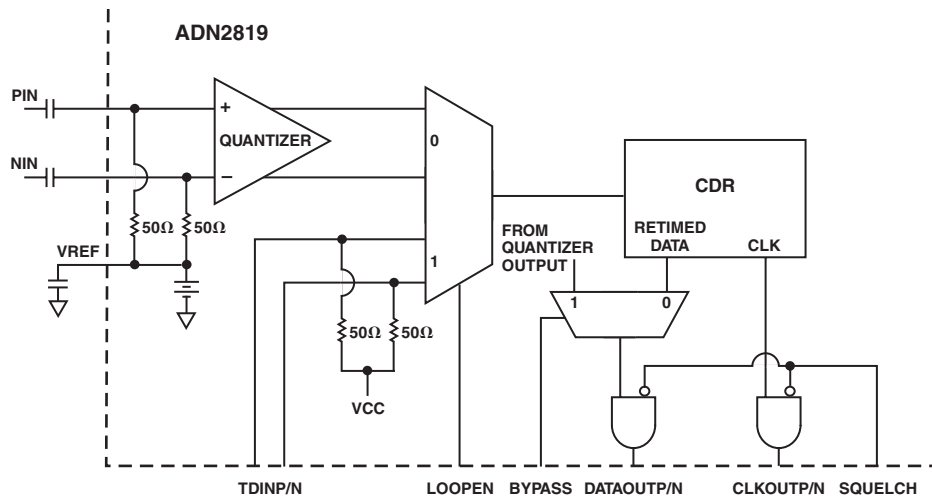 ADN2819
PIN
+
QUANTIZER
0
NIN
−
CDR
50Ω
50Ω
FROM
QUANTIZER
OUTPUT
RETIMED
DATA
CLK
VREF
1
1
0
50Ω
50Ω
VCC
TDINP/N
LOOPEN
BYPASS
DATAOUTP/N
CLKOUTP/N
SQUELCH